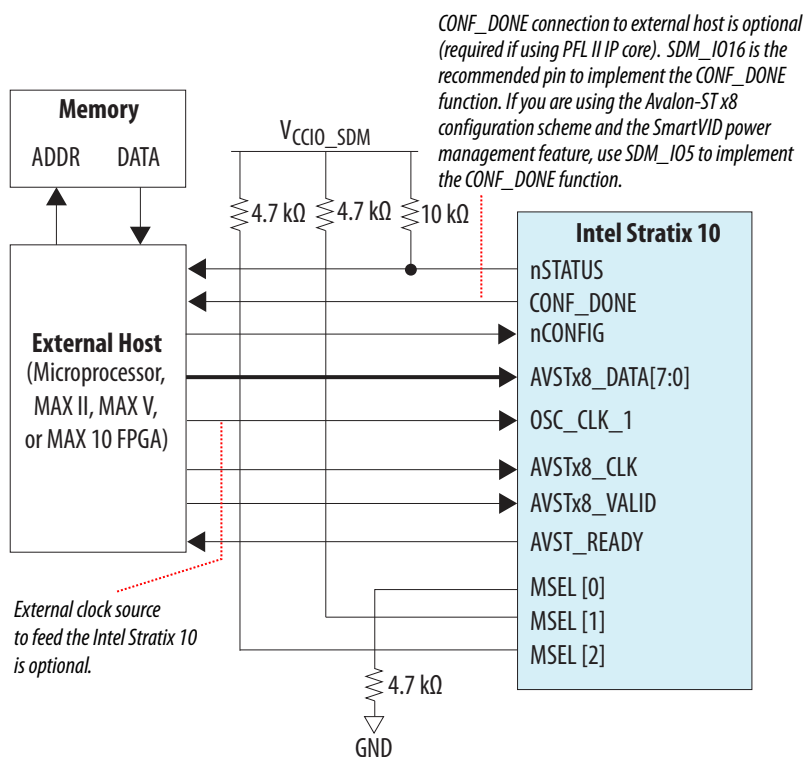 CONF_DONE connection to external host is optional
(required if using PFL II IP core).  SDM_IO16 is the
recommended pin to implement the CONF_DONE
function. If you are using the Avalon-ST x8
configuration scheme and the SmartVID power
management feature, use SDM_IO5 to implement
the CONF_DONE function.
Memory
ADDR DATA
VCCIO_SDM
4.7 kΩ 4.7 kΩ 10 kΩ
Intel Stratix 10
nSTATUS
CONF_DONE
nCONFIG
AVSTx8_DATA[7:0]
OSC_CLK_1
AVSTx8_CLK
AVSTx8_VALID
AVST_READY
MSEL [0]
MSEL [1]
MSEL [2]
External Host
(Microprocessor,
MAX II, MAX V,
or MAX 10 FPGA)
External clock source
to feed the Intel Stratix 10
is optional.
4.7 kΩ
GND